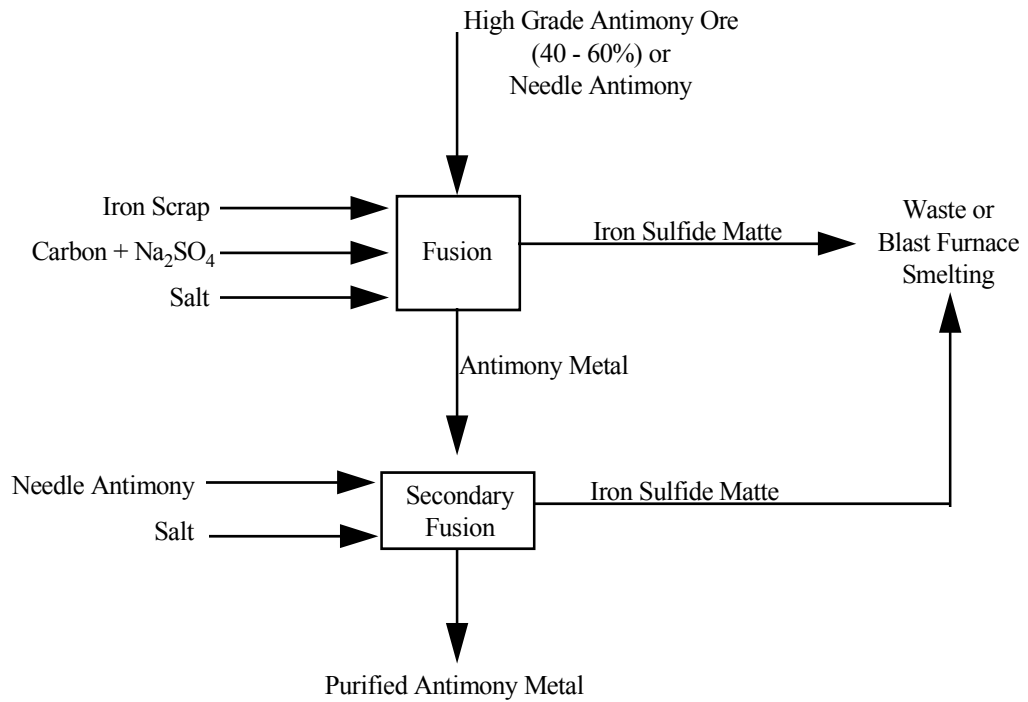 High Grade Antimony Ore
(40 - 60%) or
Needle Antimony
Iron Scrap
Carbon + Na₂SO₄
Salt
Fusion
Iron Sulfide Matte
Waste or
Blast Furnace
Smelting
Antimony Metal
Needle Antimony
Salt
Secondary
Fusion
Iron Sulfide Matte
Purified Antimony Metal